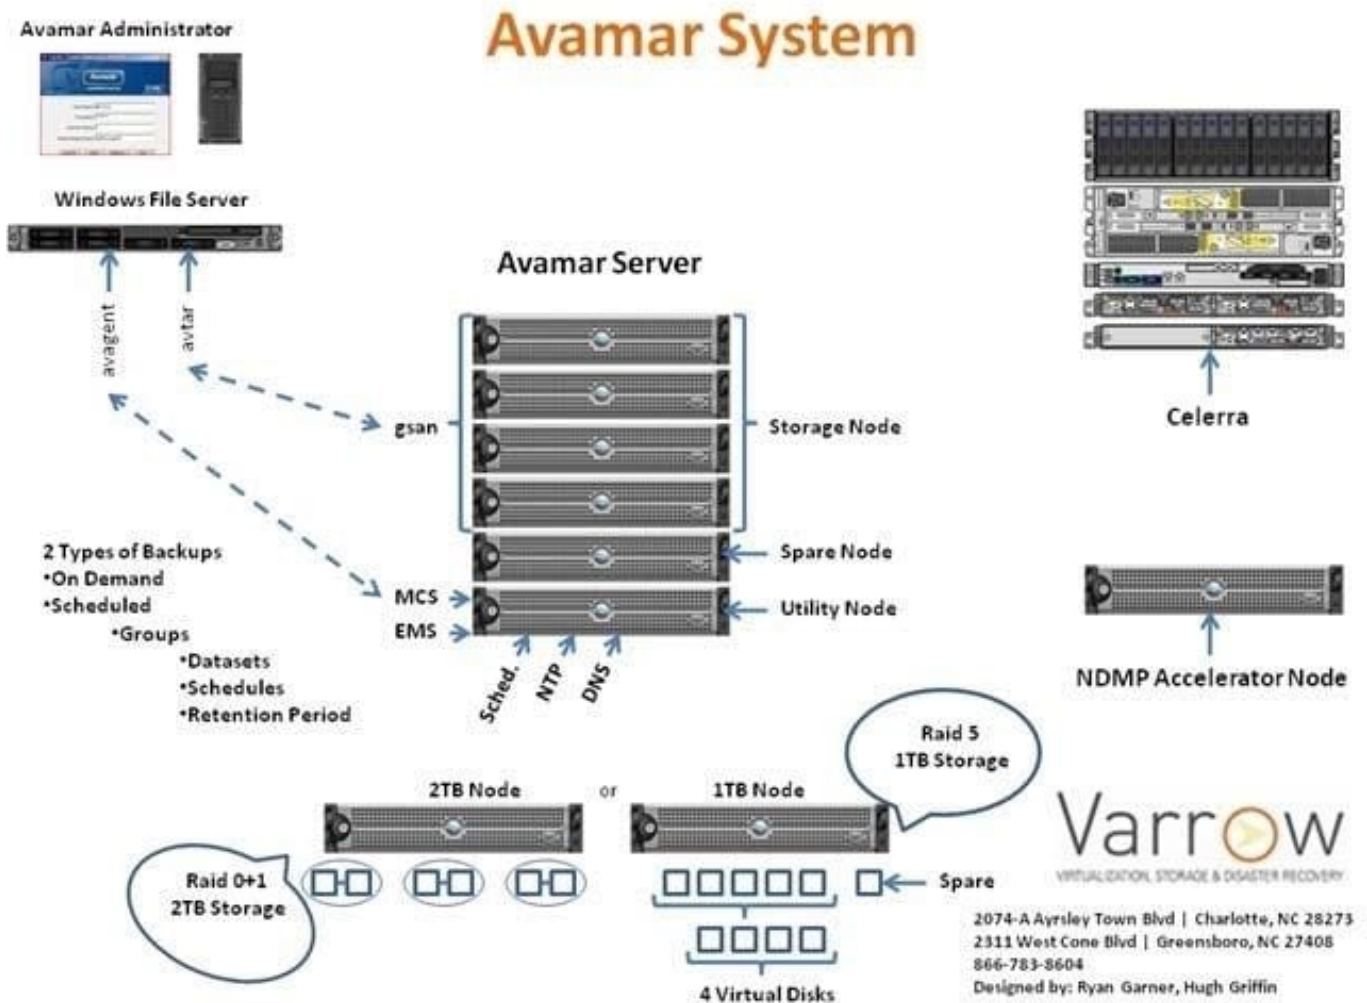 Avamar System
Avamar Administrator
Windows File Server
avagent
avtar
Avamar Server
gsan
Storage Node
Celerra
2 Types of Backups
•On Demand
•Scheduled
•Groups
•Datasets
•Schedules
•Retention Period
MCS
EMS
Spare Node
Utility Node
Sched.
NTP
DNS
NDMP Accelerator Node
Raid 5
1TB Storage
2TB Node or 1TB Node
Raid 0+1
2TB Storage
Spare
4 Virtual Disks
Varrow
VIRTUALIZATION, STORAGE & DISASTER RECOVERY
2074-A Ayrsley Town Blvd | Charlotte, NC 28273
2311 West Cone Blvd | Greensboro, NC 27408
866-783-8604
Designed by: Ryan Garner, Hugh Griffin